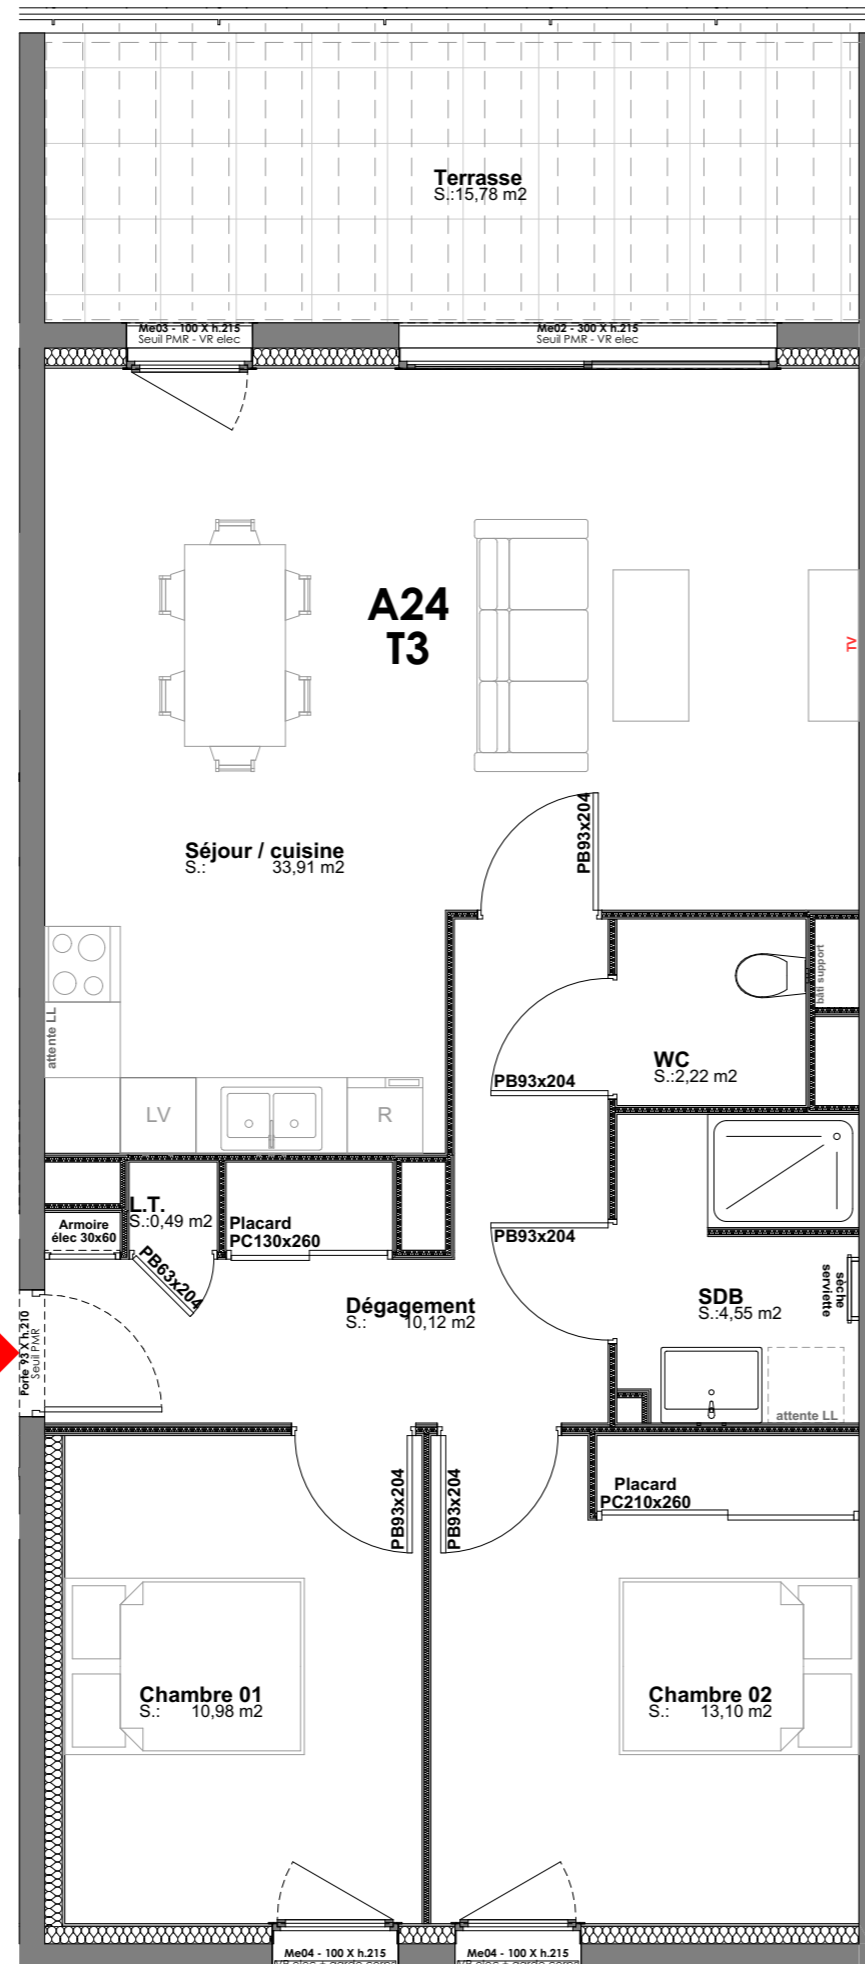 Terrasse
S.:15,78 m2
Me03 - 100 X h.215
Seuil PMR - VR elec
Me02 - 300 X h.215
Seuil PMR - VR elec
A24
T3
TV
PB93x204
Séjour / cuisine
S.: 33,91 m2
bâti support
attente LL
WC
S.:2,22 m2
PB93x204
LV
R
L.T.
S.:0,49 m2
Armoire
élec 30x60
Placard
PC130x260
PB93x204
PB63x204
Dégagement
S.: 10,12 m2
SDB
S.:4,55 m2
sèche
serviette
Porte 93 X h.210
Seuil PMR
attente LL
PB93x204
PB93x204
Placard
PC210x260
Chambre 01
S.: 10,98 m2
Chambre 02
S.: 13,10 m2
Me04 - 100 X h.215
Me04 - 100 X h.215